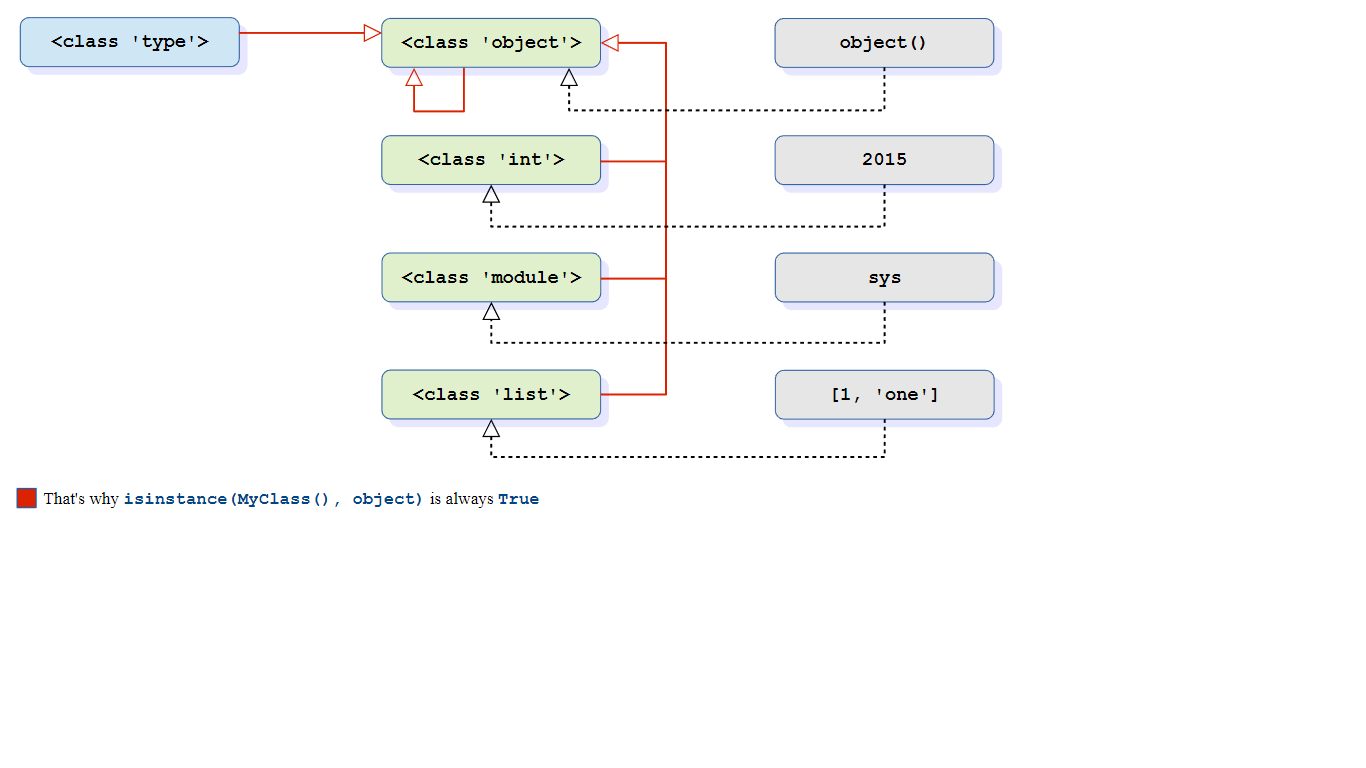 <class 'type'>
<class 'object'>
object()
<class 'int'>
2015
<class 'module'>
sys
<class 'list'>
[1, 'one']
That's why isinstance(MyClass(), object) is always True